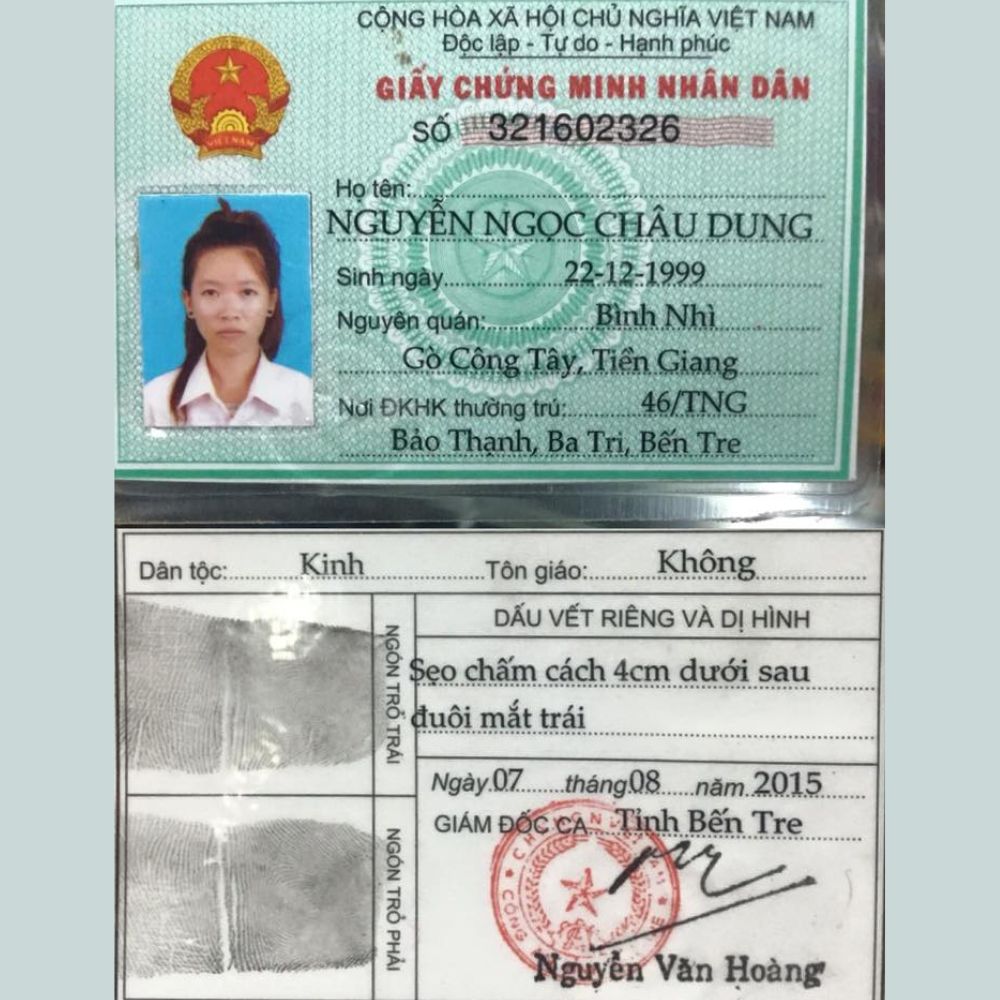 CỘNG HÒA XÃ HỘI CHỦ NGHĨA VIỆT NAM
Độc lập - Tự do - Hạnh phúc
GIẤY CHỨNG MINH NHÂN DÂN
SỐ 321602326
VIỆT NAM
Họ tên:
NGUYỄN NGỌC CHÂU DUNG
Sinh ngày 22-12-1999
Nguyên quán: Bình Nhì
Gò Công Tây, Tiền Giang
Nơi ĐKHK thường trú: 46/TNG
Bảo Thạnh, Ba Tri, Bến Tre
Dân tộc: Kinh Tôn giáo: Không
DẤU VẾT RIÊNG VÀ DỊ HÌNH
NGÓN TRỎ TRÁI
Sẹo chấm cách 4cm dưới sau
đuôi mắt trái
Ngày 07 tháng 08 năm 2015
GIÁM ĐỐC CA Tỉnh Bến Tre
NGÓN TRỎ PHẢI
CÔNG
Nguyễn Văn Hoàng